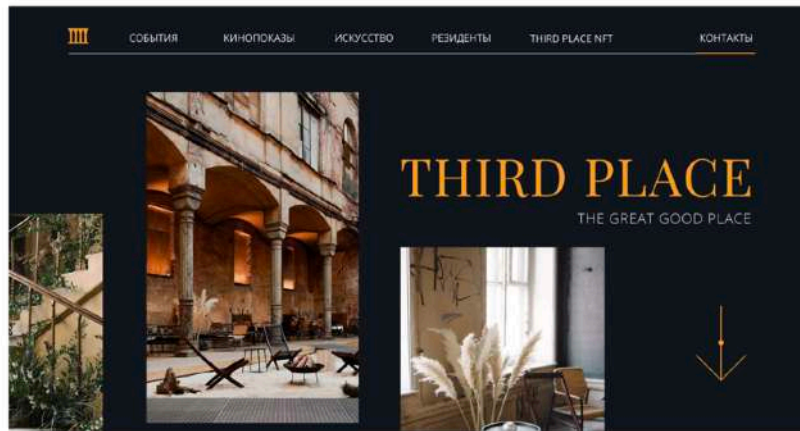 СОБЫТИЯ КИНОПОКАЗЫ ИСКУССТВО РЕЗИДЕНТЫ THIRD PLACE NFT КОНТАКТЫ
THIRD PLACE
THE GREAT GOOD PLACE